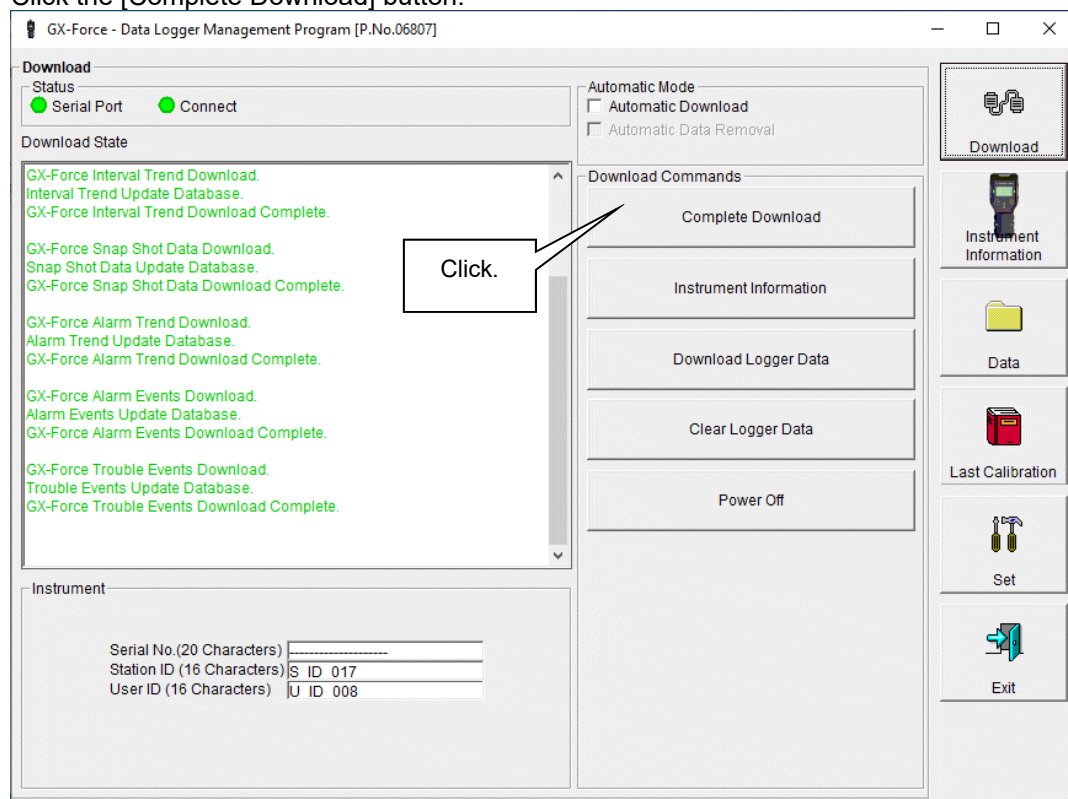 Click the [Complete Download] button.
GX-Force - Data Logger Management Program [P.No.06807]
Download
Status
Serial Port Connect
Download State
GX-Force Interval Trend Download.
Interval Trend Update Database.
GX-Force Interval Trend Download Complete.
GX-Force Snap Shot Data Download.
Snap Shot Data Update Database.
GX-Force Snap Shot Data Download Complete.
GX-Force Alarm Trend Download.
Alarm Trend Update Database.
GX-Force Alarm Trend Download Complete.
GX-Force Alarm Events Download.
Alarm Events Update Database.
GX-Force Alarm Events Download Complete.
GX-Force Trouble Events Download.
Trouble Events Update Database.
GX-Force Trouble Events Download Complete.
Click.
Instrument
Serial No.(20 Characters) --------------------
Station ID (16 Characters) S_ID_017
User ID (16 Characters) U_ID_008
Automatic Mode
Automatic Download
Automatic Data Removal
Download Commands
Complete Download
Instrument Information
Download Logger Data
Clear Logger Data
Power Off
Download
Instrument
Information
Data
Last Calibration
Set
Exit